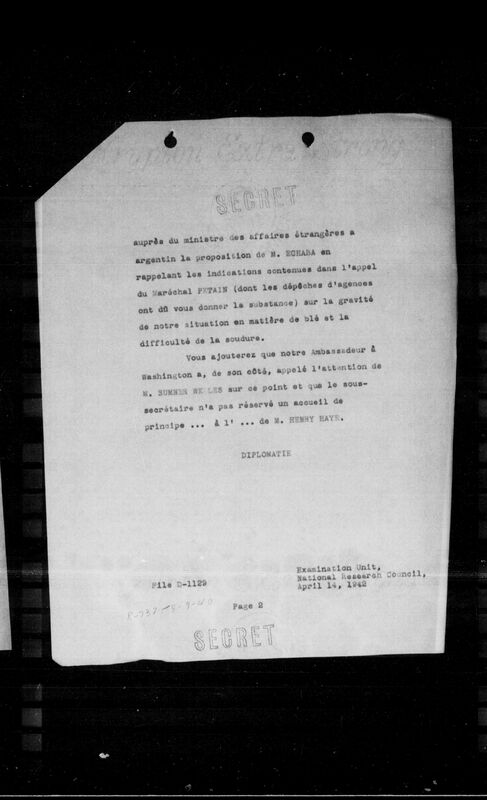 Krypton Extra Strong
SECRET
auprès du ministre des affaires étrangères a
argentin la proposition de M. ECHABA en
rappelant les indications contenues dans l'appel
du Maréchal PETAIN (dont les dépêches d'agences
ont dû vous donner la substance) sur la gravité
de notre situation en matière de blé et la
difficulté de la soudure.
Vous ajouterez que notre Ambassadeur à
Washington a, de son côté, appelé l'attention de
M. SUMNER WELLES sur ce point et que le sous-
secrétaire n'a pas réservé un accueil de
principe ... à l' ... de M. HENRY HAYE.
DIPLOMATIE
File D-1129
Examination Unit,
National Research Council,
April 14, 1942
Page 2
SECRET